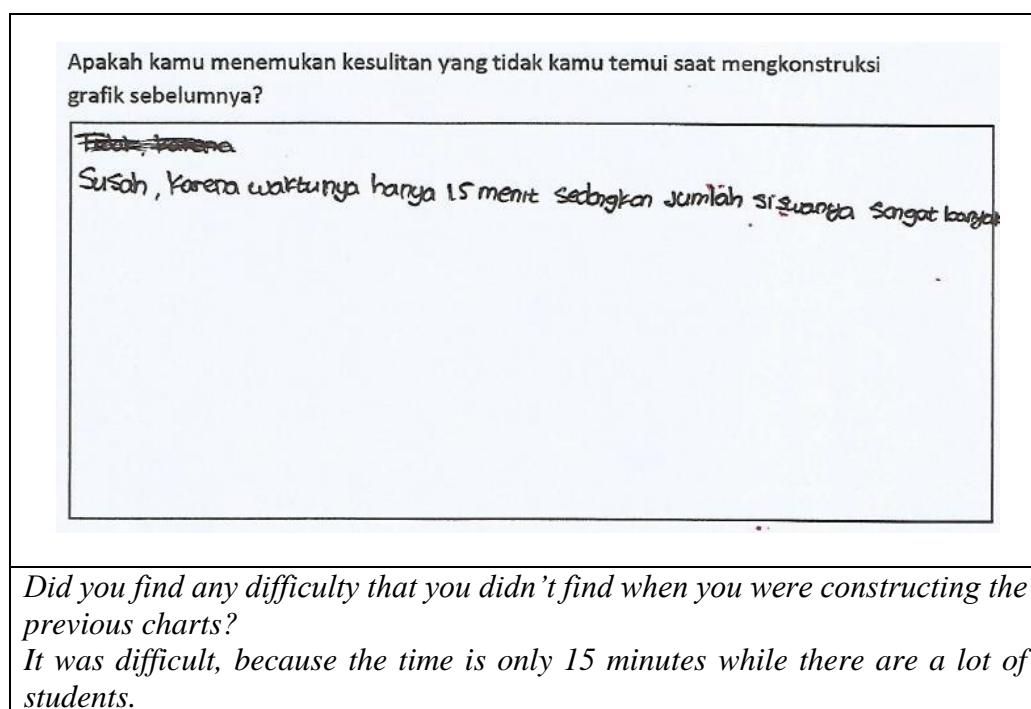 Apakah kamu menemukan kesulitan yang tidak kamu temui saat mengkonstruksi
grafik sebelumnya?
Tidak, karena
Susah, Karena waktunya hanya 15 menit sedangkan jumlah siswanya sangat banyak
Did you find any difficulty that you didn't find when you were constructing the
previous charts?
It was difficult, because the time is only 15 minutes while there are a lot of
students.